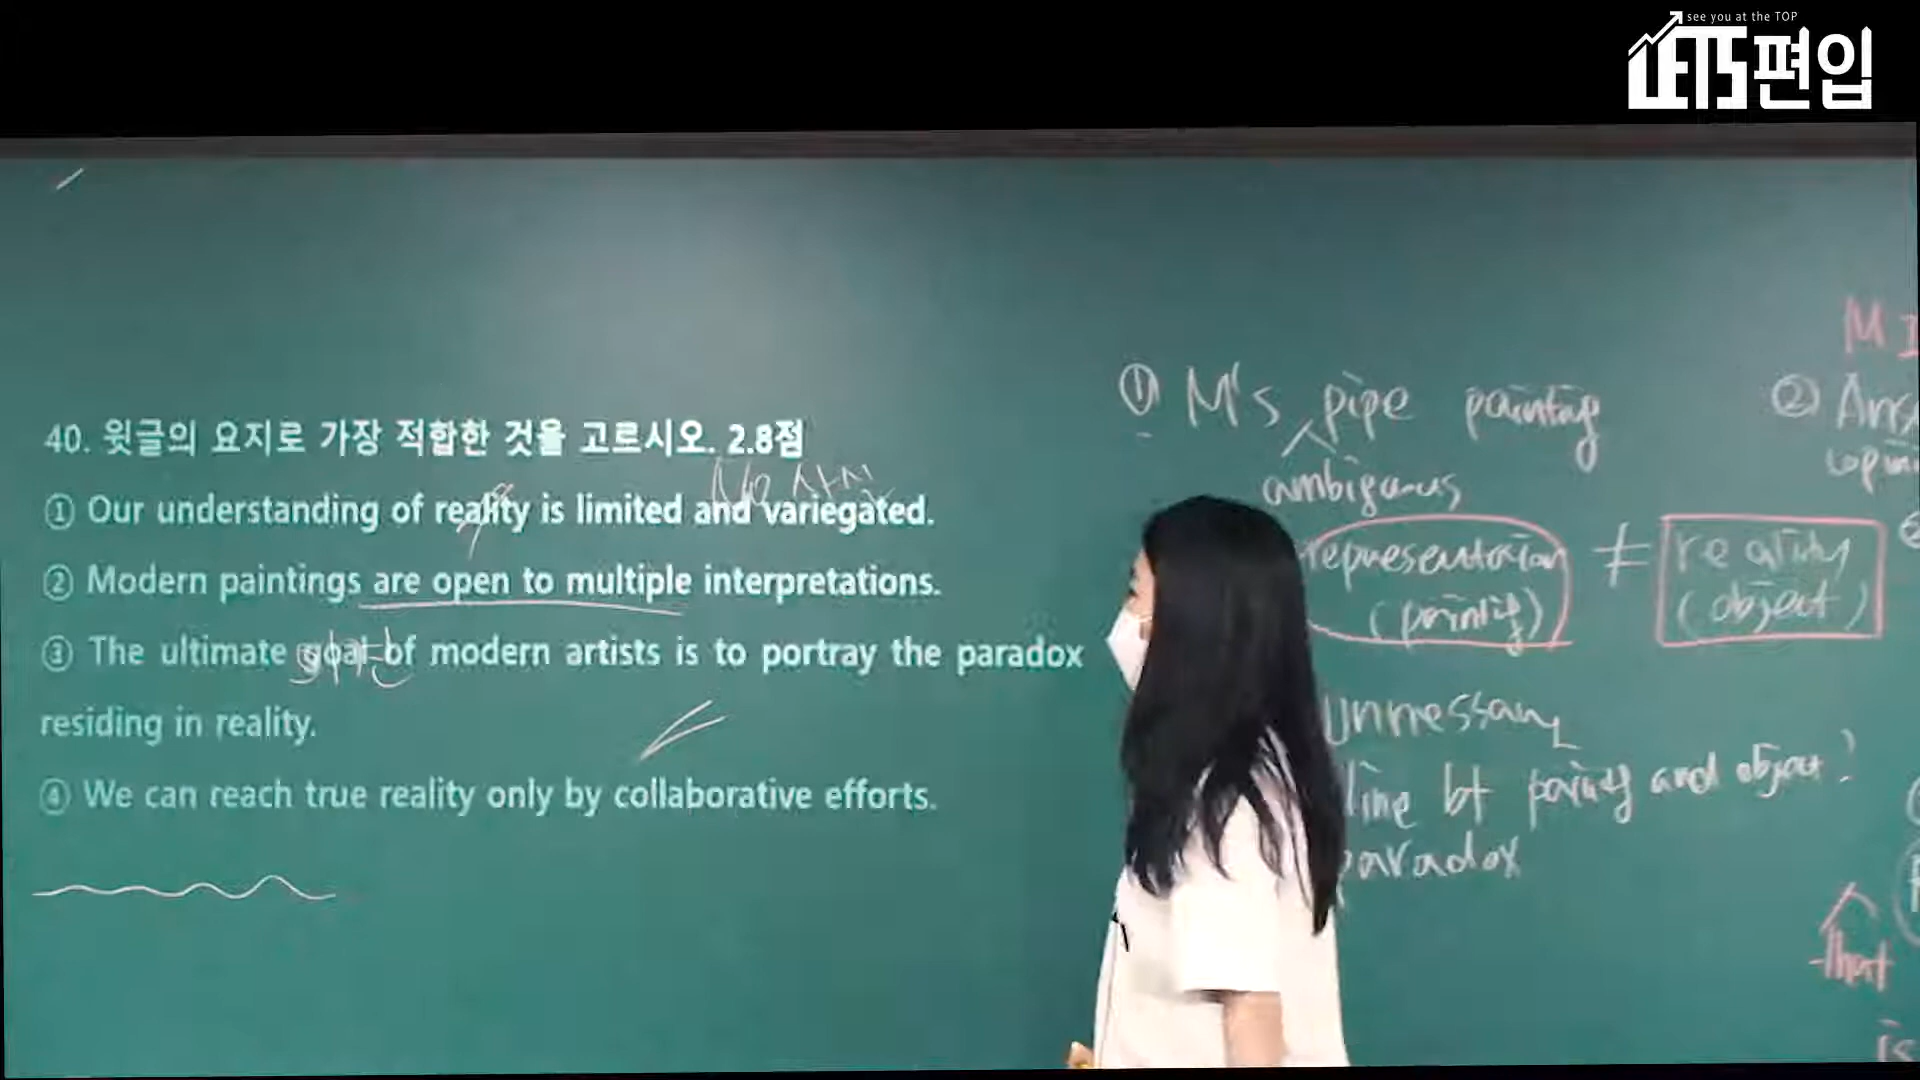 see you at the TOP
LETS편입
40. 윗글의 요지로 가장 적합한 것을 고르시오. 2.8점
① Our understanding of reality is limited and variegated.
② Modern paintings are open to multiple interpretations.
③ The ultimate goal of modern artists is to portray the paradox
residing in reality.
④ We can reach true reality only by collaborative efforts.
① M's pipe painting
ambiguous
representation ≠ reality
(painting) (object)
unnessary
line bt painting and object?
paradox
M
②
that
is